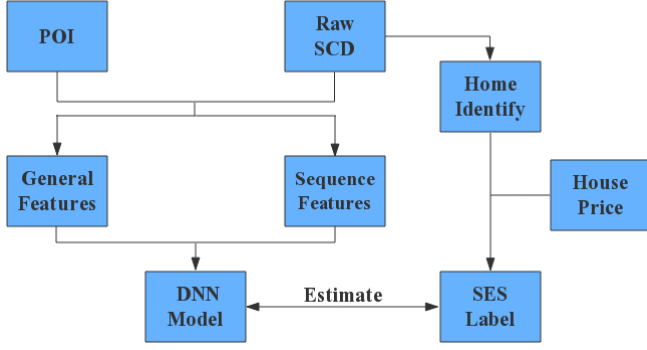 POI
Raw
SCD
Home
Identify
General
Features
Sequence
Features
House
Price
DNN
Model
Estimate
SES
Label